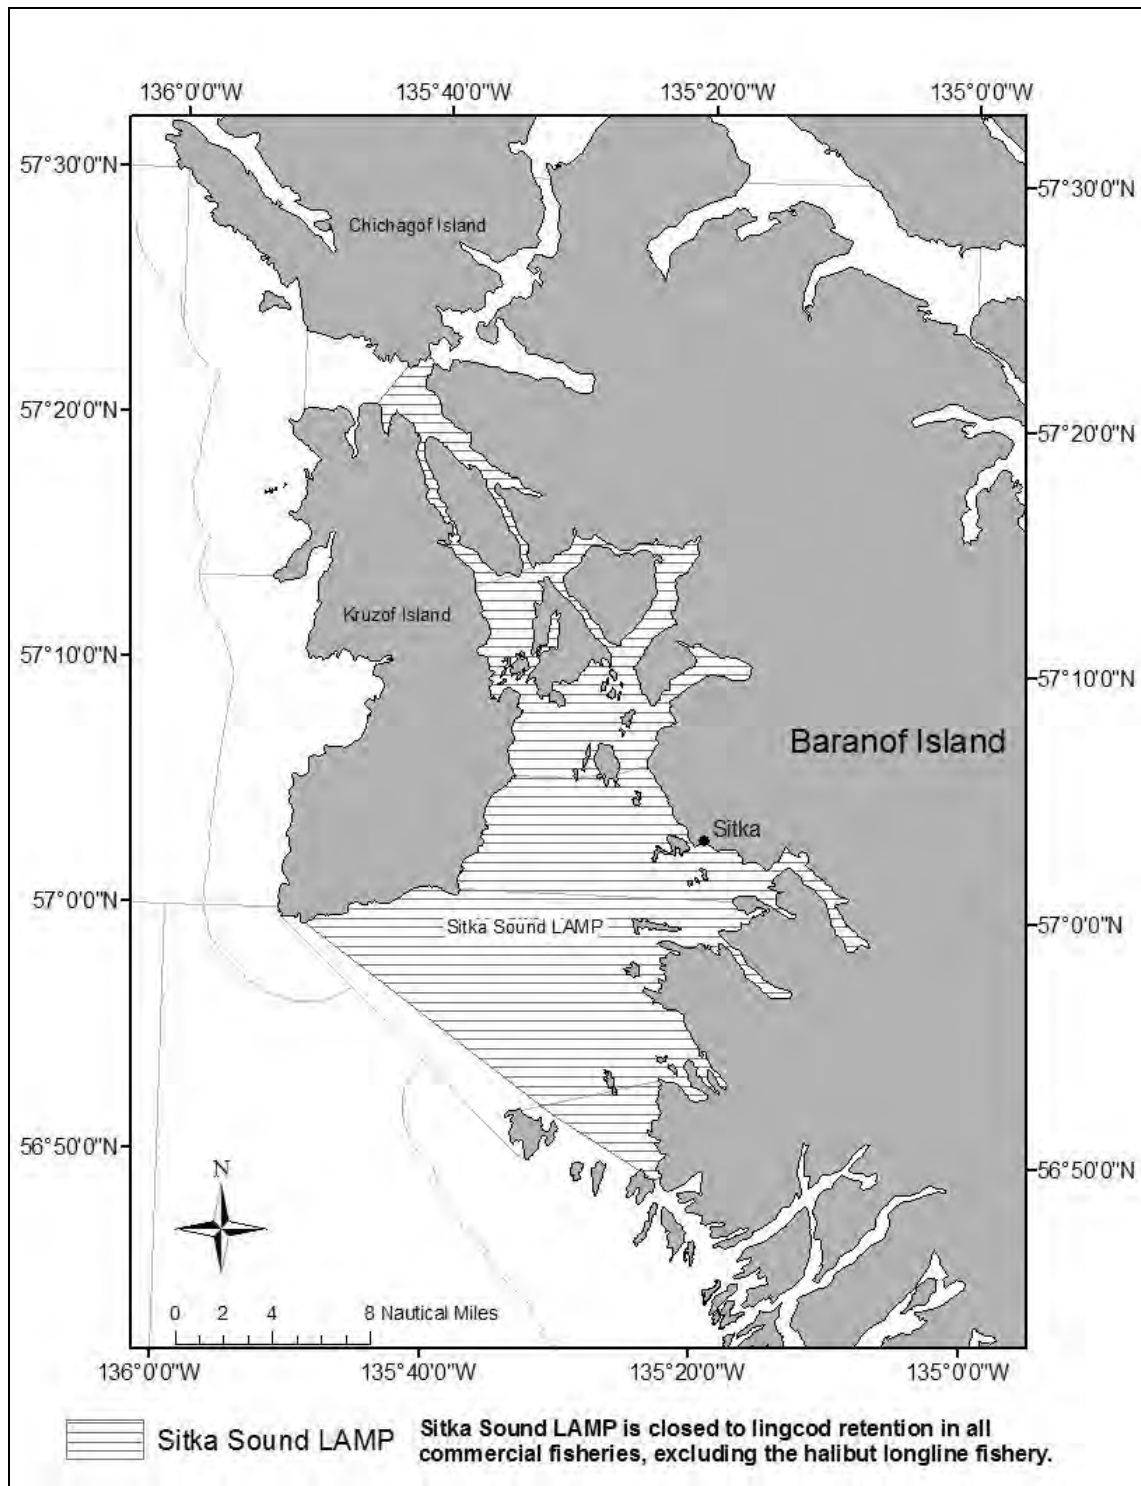 136°0'0"W 135°40'0"W 135°20'0"W 135°0'0"W
57°30'0"N
57°30'0"N
Chichagof Island
57°20'0"N
57°20'0"N
Kruzof Island
57°10'0"N
57°10'0"N
Baranof Island
Sitka
57°0'0"N
57°0'0"N
Sitka Sound LAMP
56°50'0"N
56°50'0"N
N
0 2 4 8 Nautical Miles
136°0'0"W 135°40'0"W 135°20'0"W 135°0'0"W
Sitka Sound LAMP
Sitka Sound LAMP is closed to lingcod retention in all
commercial fisheries, excluding the halibut longline fishery.